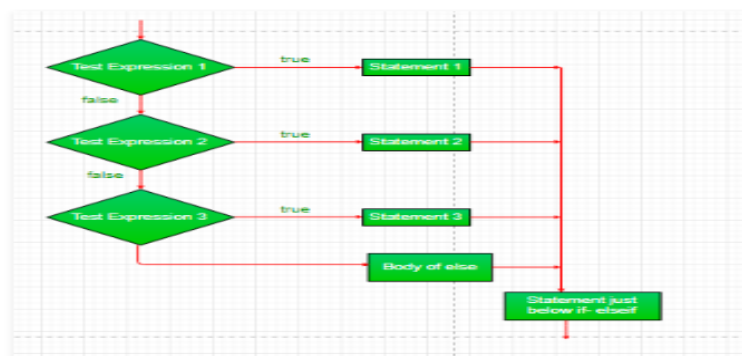 Test Expression 1
true
Statement 1
false
Test Expression 2
true
Statement 2
false
Test Expression 3
true
Statement 3
Body of else
Statement just
below if- elseif